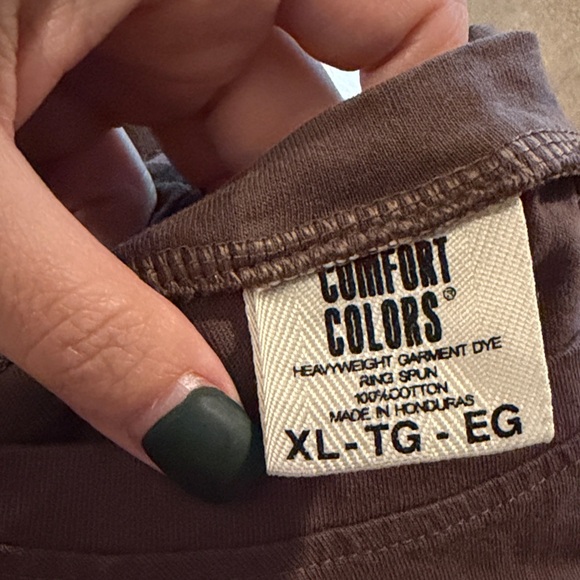 COMFORT
COLORS®
HEAVYWEIGHT GARMENT DYE
RING SPUN
100%COTTON
MADE IN HONDURAS
XL-TG-EG